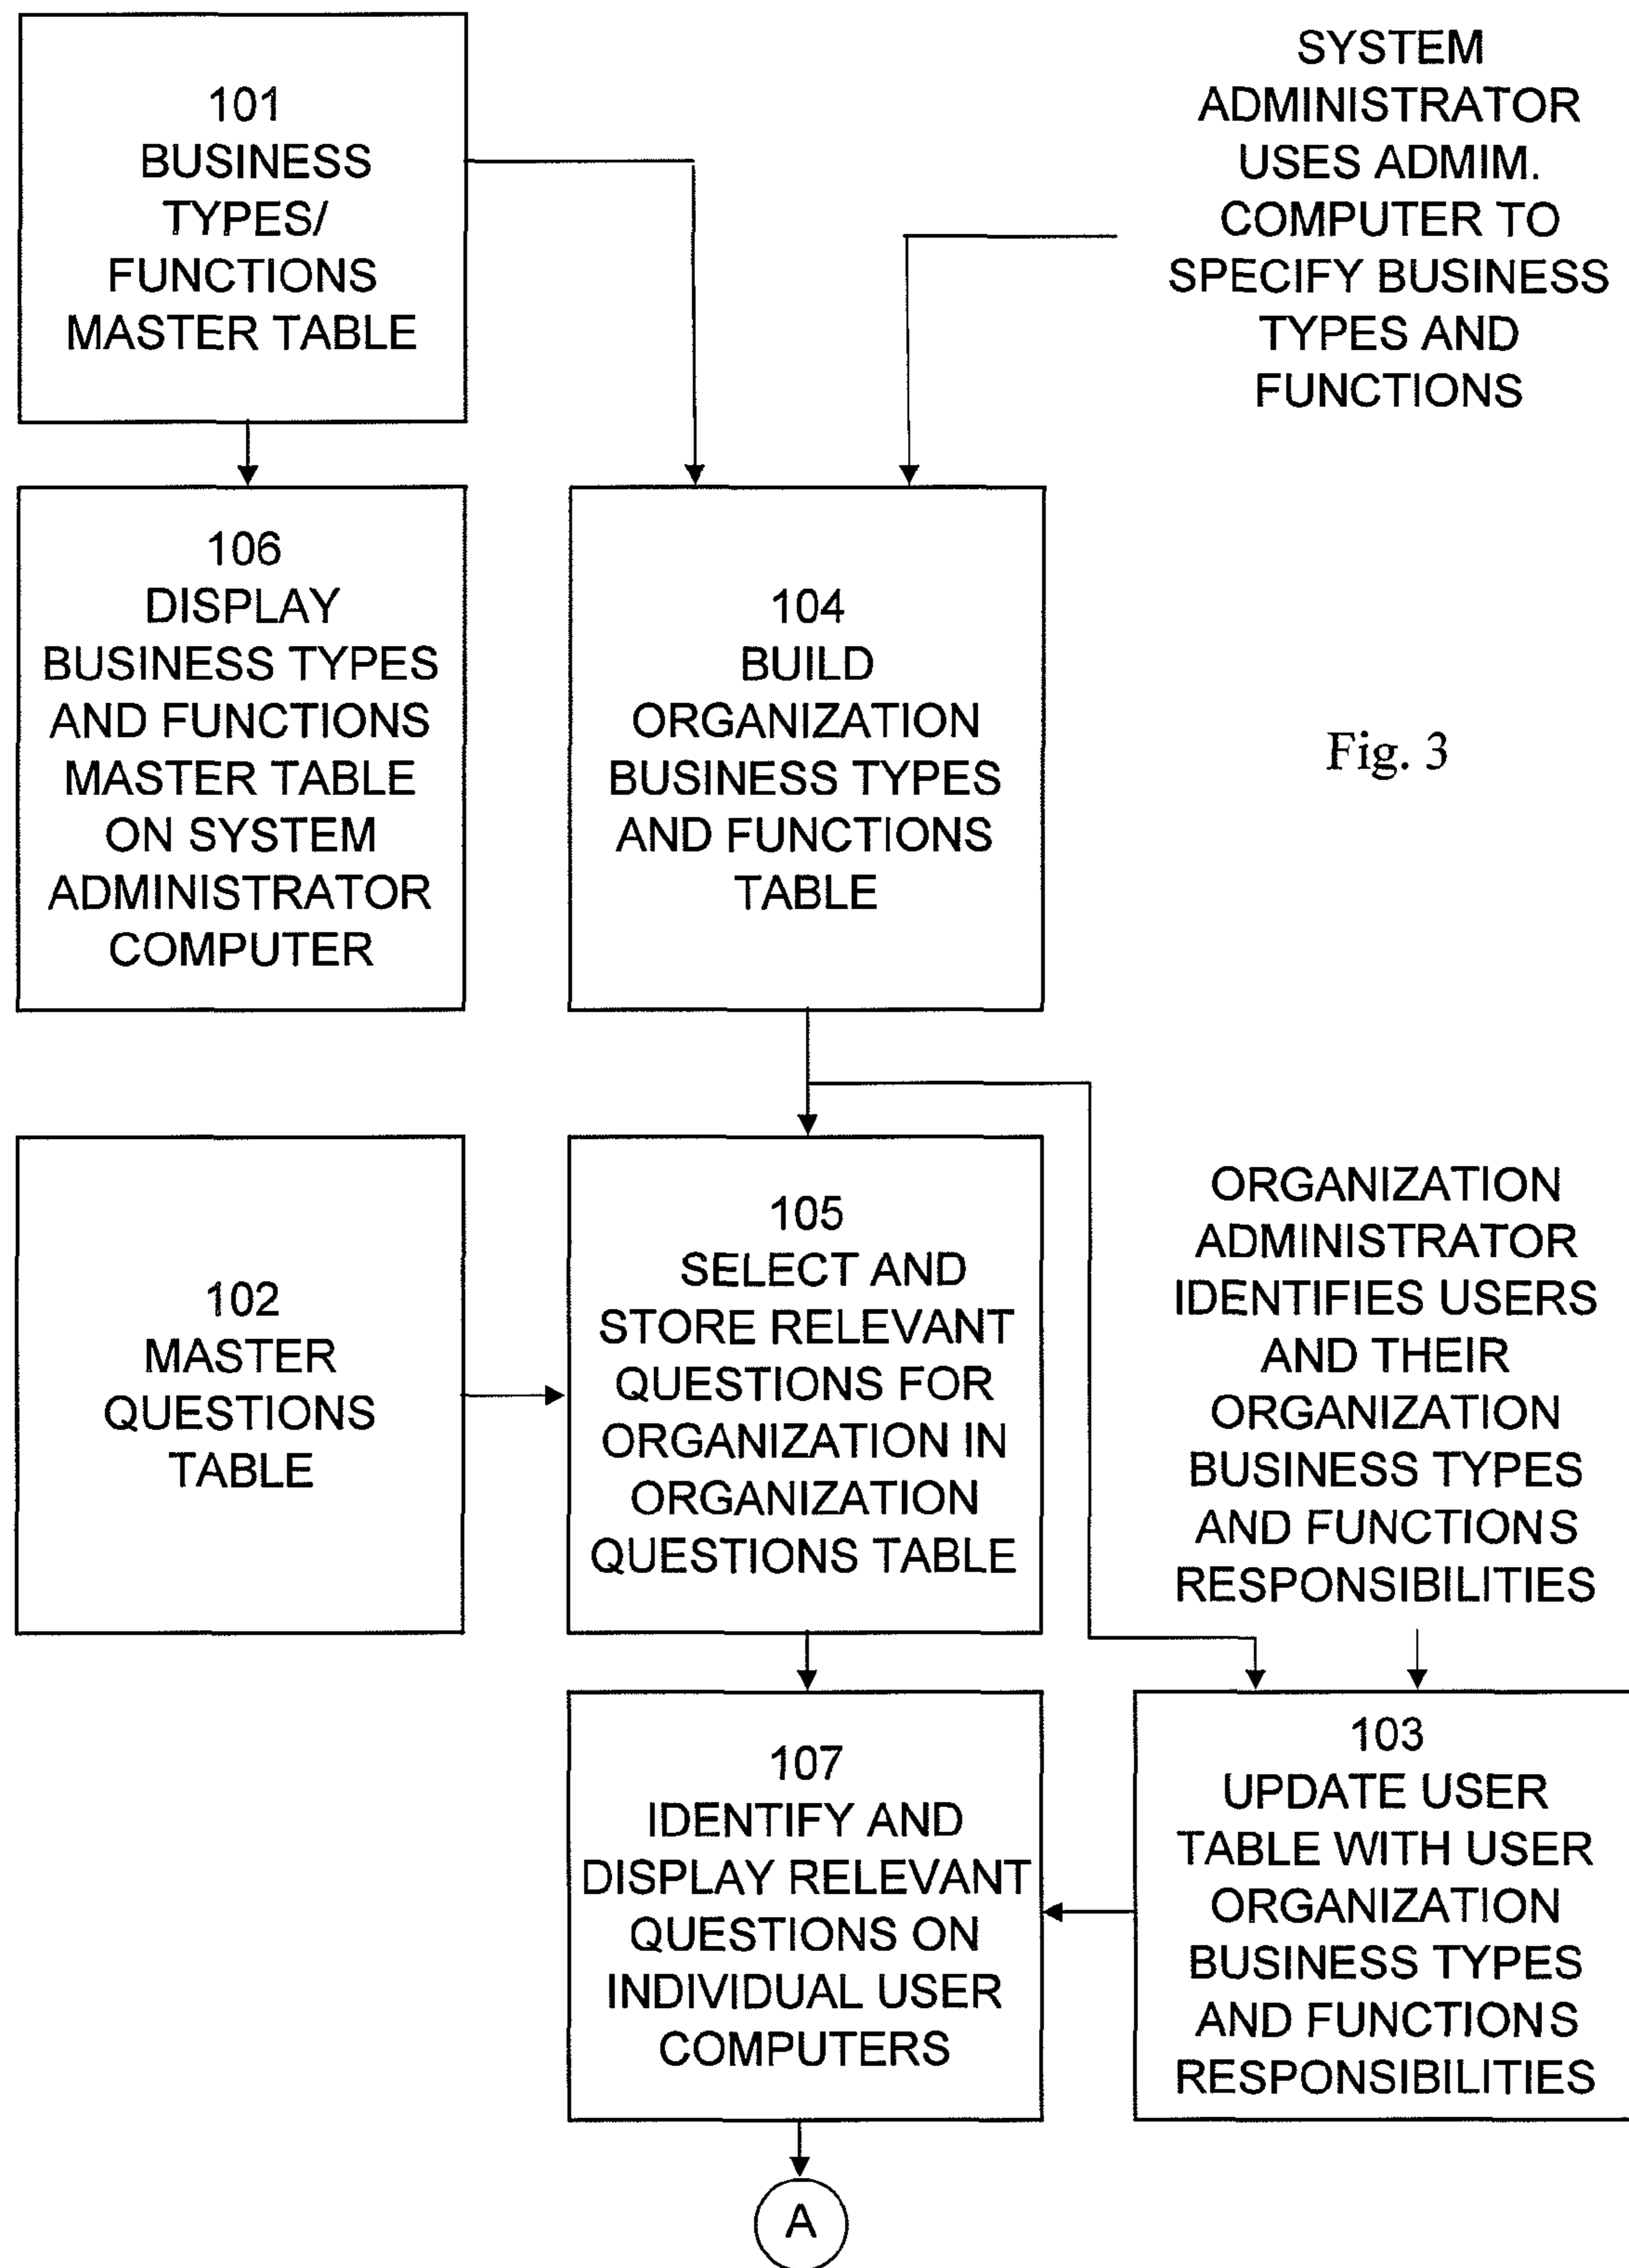 101
BUSINESS
TYPES/
FUNCTIONS
MASTER TABLE
SYSTEM
ADMINISTRATOR
USES ADMIM.
COMPUTER TO
SPECIFY BUSINESS
TYPES AND
FUNCTIONS
106
DISPLAY
BUSINESS TYPES
AND FUNCTIONS
MASTER TABLE
ON SYSTEM
ADMINISTRATOR
COMPUTER
104
BUILD
ORGANIZATION
BUSINESS TYPES
AND FUNCTIONS
TABLE
Fig. 3
102
MASTER
QUESTIONS
TABLE
105
SELECT AND
STORE RELEVANT
QUESTIONS FOR
ORGANIZATION IN
ORGANIZATION
QUESTIONS TABLE
ORGANIZATION
ADMINISTRATOR
IDENTIFIES USERS
AND THEIR
ORGANIZATION
BUSINESS TYPES
AND FUNCTIONS
RESPONSIBILITIES
107
IDENTIFY AND
DISPLAY RELEVANT
QUESTIONS ON
INDIVIDUAL USER
COMPUTERS
103
UPDATE USER
TABLE WITH USER
ORGANIZATION
BUSINESS TYPES
AND FUNCTIONS
RESPONSIBILITIES
A